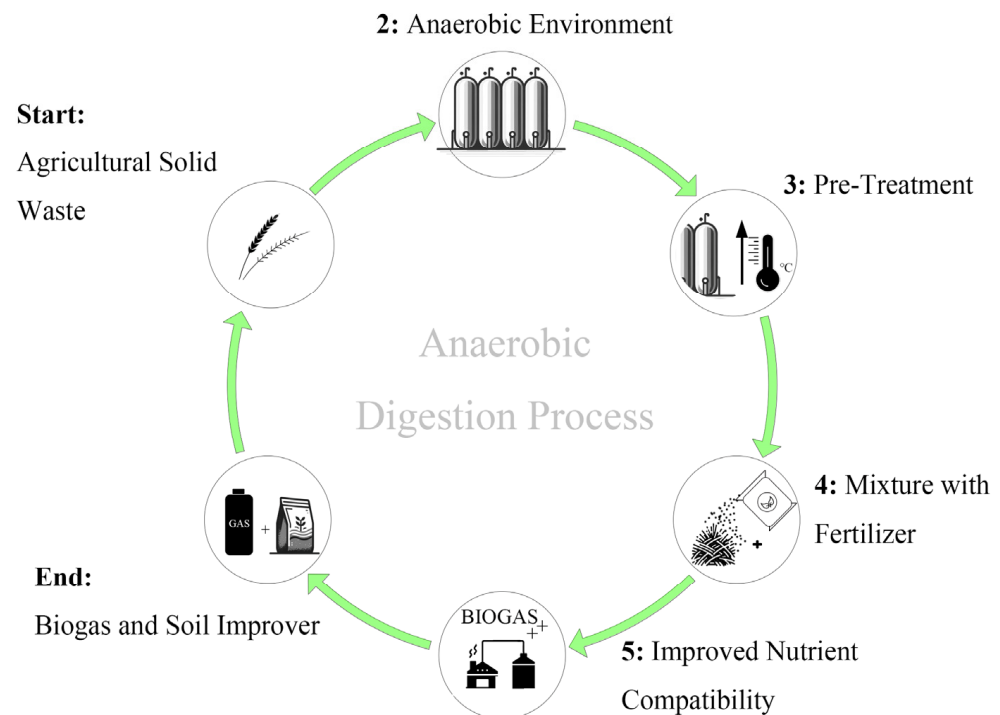 2: Anaerobic Environment
Start:
Agricultural Solid
Waste
3: Pre-Treatment
°C
Anaerobic
Digestion Process
4: Mixture with
Fertilizer
+
GAS
+
End:
Biogas and Soil Improver
BIOGAS++
5: Improved Nutrient
Compatibility